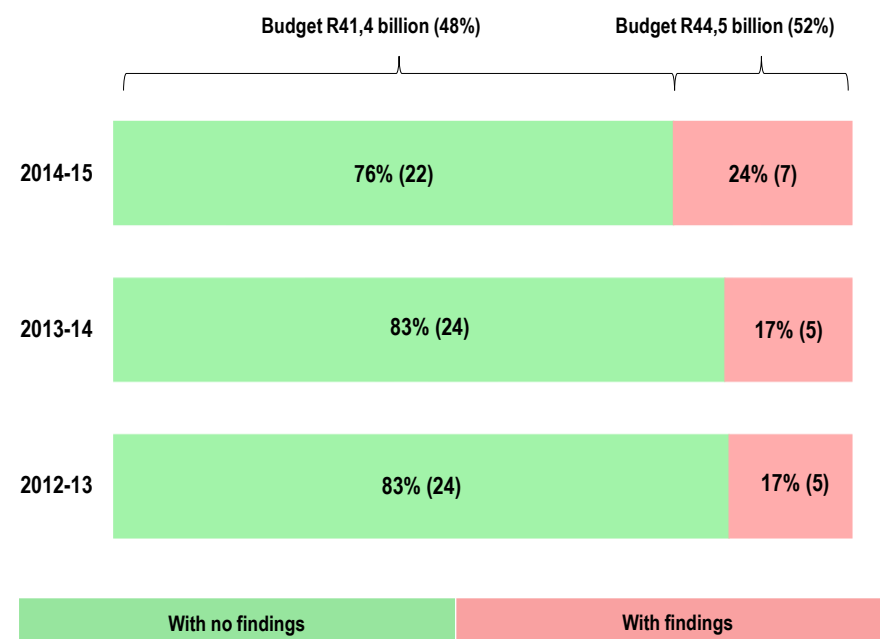 Budget R41,4 billion (48%) Budget R44,5 billion (52%)
2014-15 76% (22) 24% (7)
2013-14 83% (24) 17% (5)
2012-13 83% (24) 17% (5)
With no findings With findings